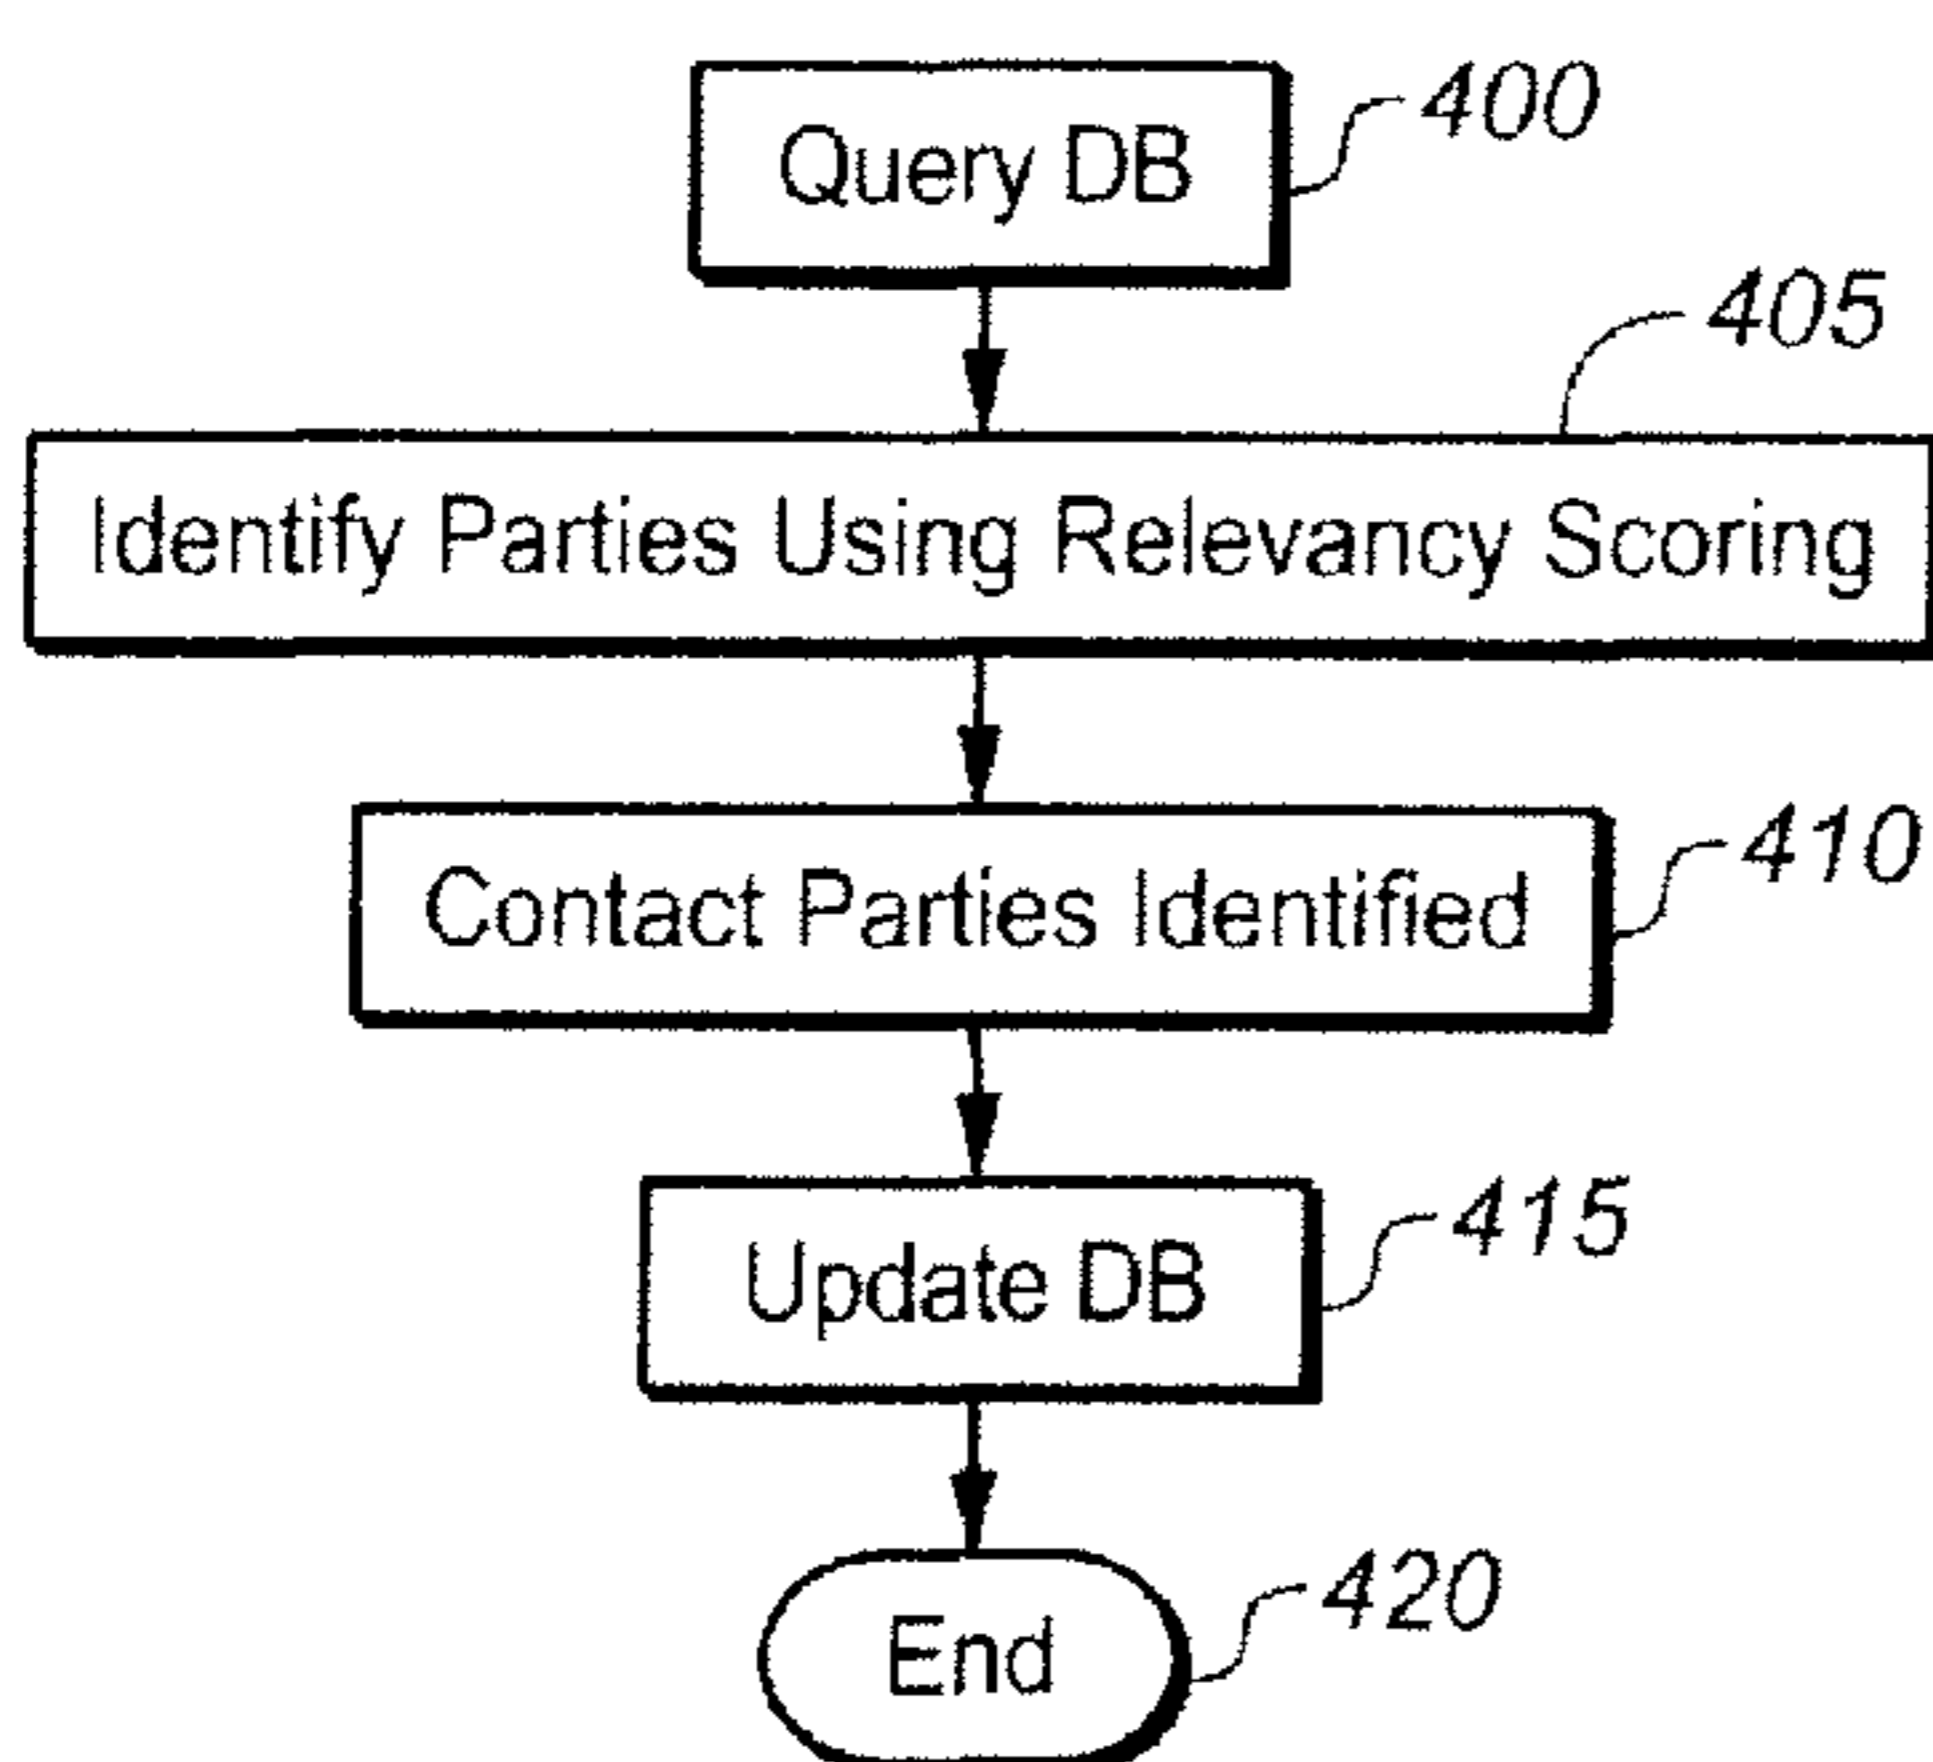 Query DB
400
405
Identify Parties Using Relevancy Scoring
410
Contact Parties Identified
415
Update DB
420
End